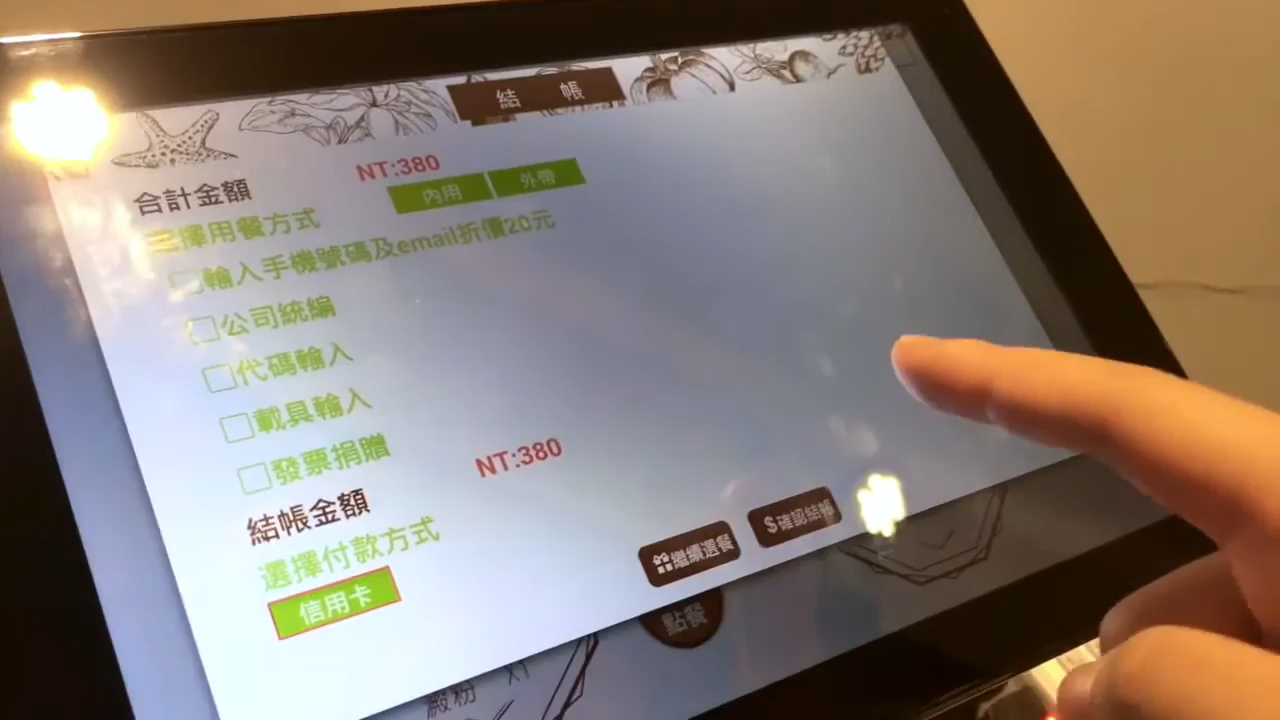 結 帳
合計金額 NT:380
選擇用餐方式 內用 外帶
輸入手機號碼及email折價20元
公司統編
代碼輸入
載具輸入
發票捐贈
結帳金額 NT:380
選擇付款方式
信用卡
繼續選餐 $確認結帳
點餐
澱粉 x1